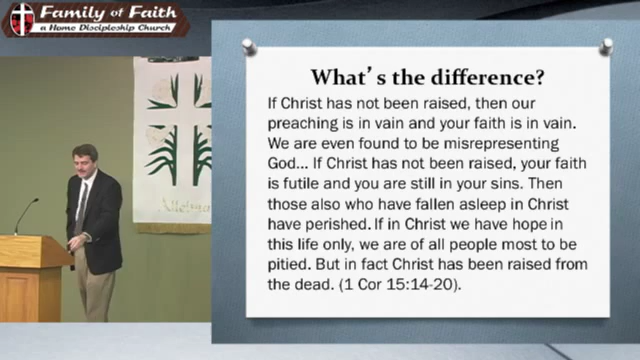 Family of Faith
a Home Discipleship Church
Alleluia
What's the difference?
If Christ has not been raised, then our
preaching is in vain and your faith is in vain.
We are even found to be misrepresenting
God... If Christ has not been raised, your faith
is futile and you are still in your sins. Then
those also who have fallen asleep in Christ
have perished. If in Christ we have hope in
this life only, we are of all people most to be
pitied. But in fact Christ has been raised from
the dead. (1 Cor 15:14-20).